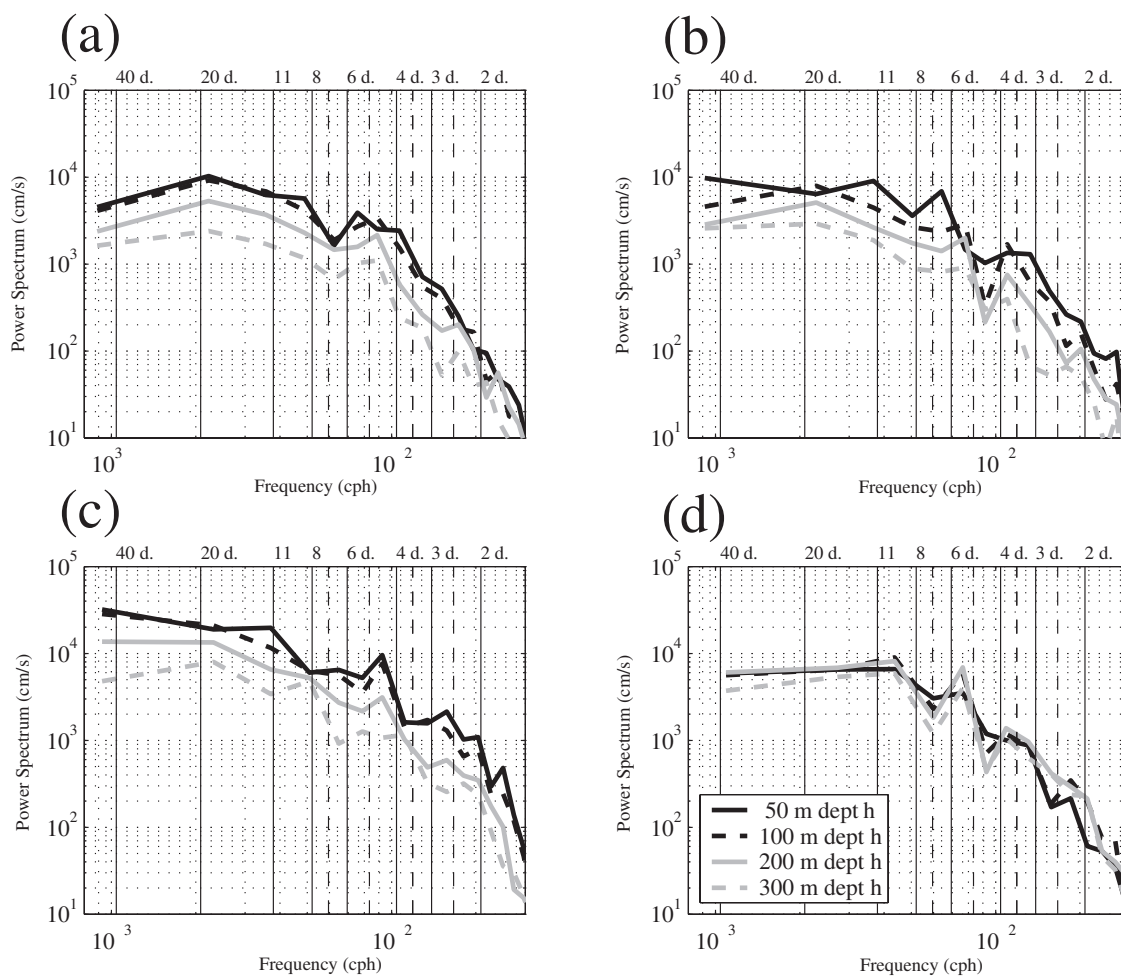 (a)
40 d. 20 d. 11 8 6 d. 4 d. 3 d. 2 d.
10^5
10^4
10^3
10^2
10^1
Power Spectrum (cm/s)
10^3 10^2
Frequency (cph)
(b)
40 d. 20 d. 11 8 6 d. 4 d. 3 d. 2 d.
10^5
10^4
10^3
10^2
10^1
Power Spectrum (cm/s)
10^3 10^2
Frequency (cph)
(c)
40 d. 20 d. 11 8 6 d. 4 d. 3 d. 2 d.
10^5
10^4
10^3
10^2
10^1
Power Spectrum (cm/s)
10^3 10^2
Frequency (cph)
(d)
40 d. 20 d. 11 8 6 d. 4 d. 3 d. 2 d.
10^5
10^4
10^3
10^2
10^1
Power Spectrum (cm/s)
50 m dept h
100 m dept h
200 m dept h
300 m dept h
10^3 10^2
Frequency (cph)